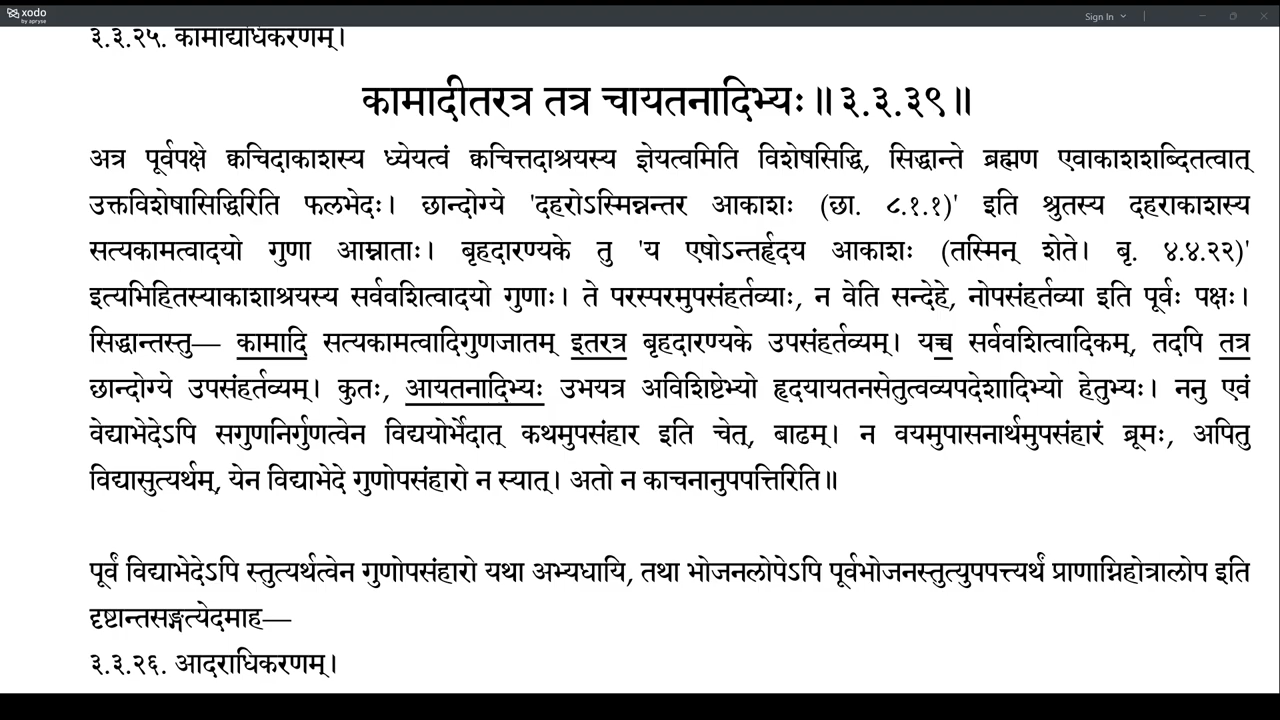 xodo
by apryse
Sign In
३.३.२५. कामाद्यधिकरणम्।
कामादीतरत्र तत्र चायतनादिभ्यः॥३.३.३९॥
अत्र पूर्वपक्षे क्वचिदाकाशस्य ध्येयत्वं क्वचित्तदाश्रयस्य ज्ञेयत्वमिति विशेषसिद्धि, सिद्धान्ते ब्रह्मण एवाकाशशब्दितत्वात्
उक्तविशेषासिद्धिरिति फलभेदः। छान्दोग्ये 'दहरोऽस्मिन्नन्तर आकाशः (छा. ८.१.१)' इति श्रुतस्य दहराकाशस्य
सत्यकामत्वादयो गुणा आम्नाताः। बृहदारण्यके तु 'य एषोऽन्तर्हृदय आकाशः (तस्मिन् शेते। बृ. ४.४.२२)'
इत्यभिहितस्याकाशाश्रयस्य सर्ववशित्वादयो गुणाः। ते परस्परमुपसंहर्तव्याः, न वेति सन्देहे, नोपसंहर्तव्या इति पूर्वः पक्षः।
सिद्धान्तस्तु— कामादि सत्यकामत्वादिगुणजातम् इतरत्र बृहदारण्यके उपसंहर्तव्यम्। यच्च सर्ववशित्वादिकम्, तदपि तत्र
छान्दोग्ये उपसंहर्तव्यम्। कुतः, आयतनादिभ्यः उभयत्र अविशिष्टेभ्यो हृदयायतनसेतुत्वव्यपदेशादिभ्यो हेतुभ्यः। ननु एवं
वेद्याभेदेऽपि सगुणनिर्गुणत्वेन विद्ययोर्भेदात् कथमुपसंहार इति चेत्, बाढम्। न वयमुपासनार्थमुपसंहारं ब्रूमः, अपितु
विद्यासुत्यर्थम्, येन विद्याभेदे गुणोपसंहारो न स्यात्। अतो न काचनानुपपत्तिरिति॥
पूर्वं विद्याभेदेऽपि स्तुत्यर्थत्वेन गुणोपसंहारो यथा अभ्यधायि, तथा भोजनलोपेऽपि पूर्वभोजनस्तुत्युपपत्त्यर्थं प्राणाग्निहोत्रालोप इति
दृष्टान्तसङ्गत्येदमाह—
३.३.२६. आदराधिकरणम्।